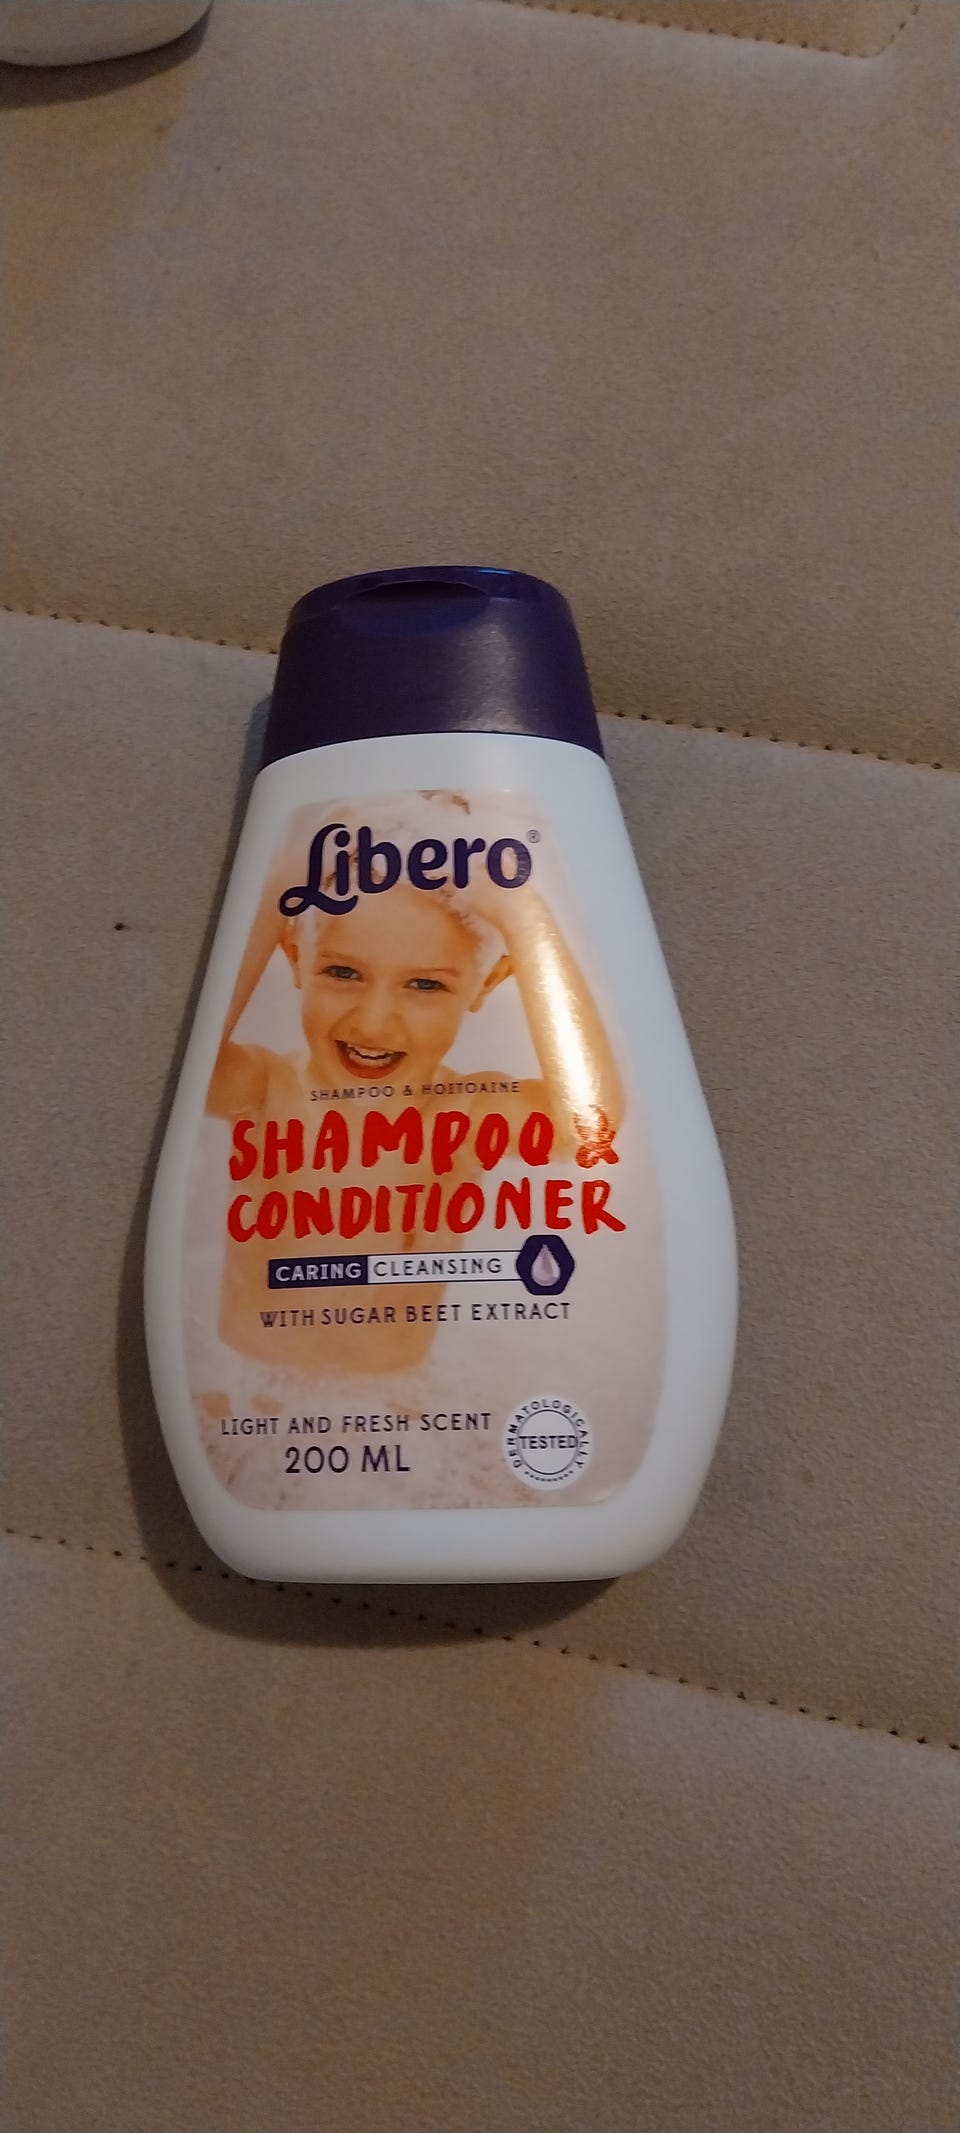 Libero®
SHAMPOO & HOITOAINE
SHAMPOO &
CONDITIONER
CARING CLEANSING
WITH SUGAR BEET EXTRACT
LIGHT AND FRESH SCENT
200 ML
DERMATOLOGICALLY
TESTED